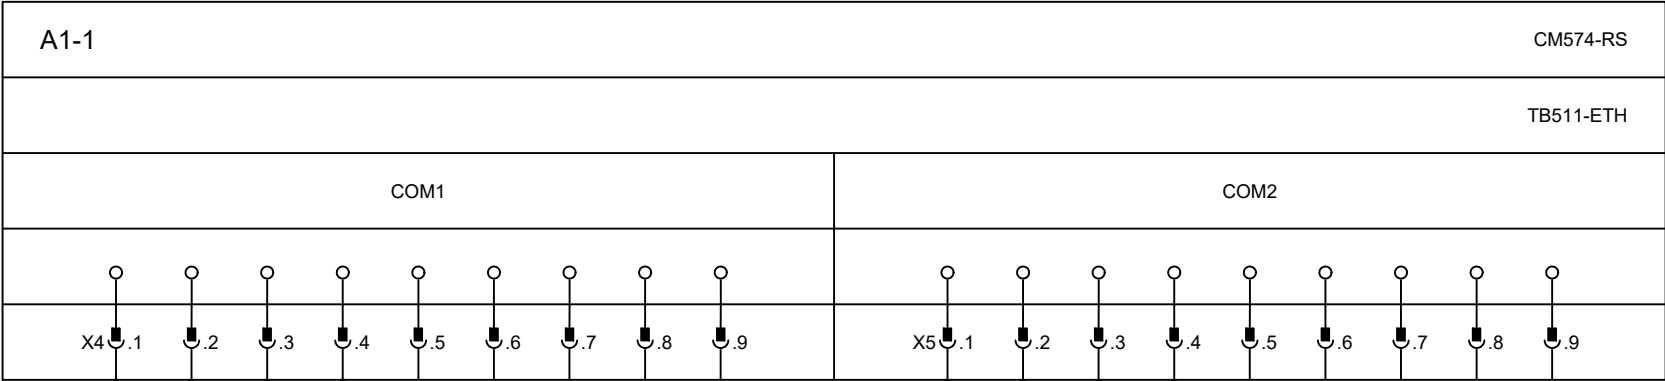 A1-1 CM574-RS
TB511-ETH
COM1 COM2
X4 .1 .2 .3 .4 .5 .6 .7 .8 .9 X5 .1 .2 .3 .4 .5 .6 .7 .8 .9